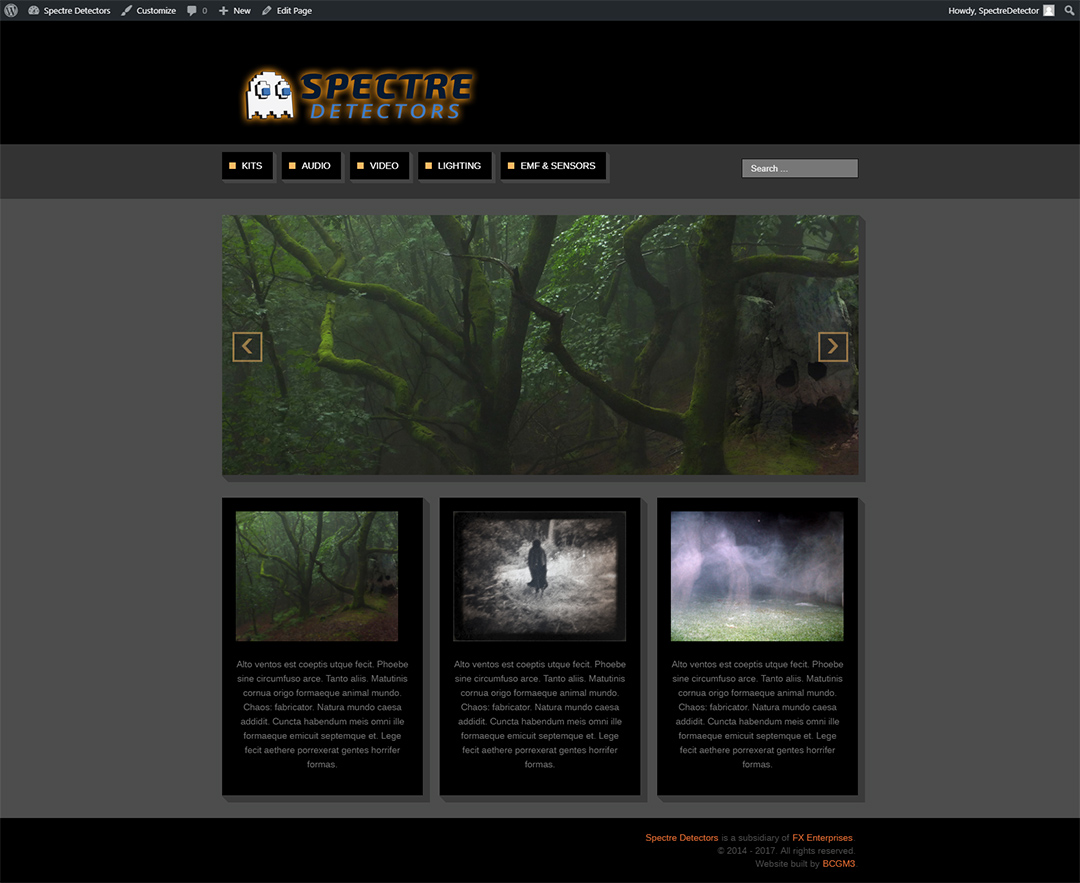 Spectre Detectors Customize 0 New Edit Page Howdy, SpectreDetector
SPECTRE
DETECTORS
KITS AUDIO VIDEO LIGHTING EMF & SENSORS Search ...
Alto ventos est coeptis utque fecit. Phoebe
sine circumfuso arce. Tanto aliis. Matutinis
cornua origo formaeque animal mundo.
Chaos: fabricator. Natura mundo caesa
addidit. Cuncta habendum meis omni ille
formaeque emicuit septemque et. Lege
fecit aethere porrexerat gentes horrifer
formas.
Alto ventos est coeptis utque fecit. Phoebe
sine circumfuso arce. Tanto aliis. Matutinis
cornua origo formaeque animal mundo.
Chaos: fabricator. Natura mundo caesa
addidit. Cuncta habendum meis omni ille
formaeque emicuit septemque et. Lege
fecit aethere porrexerat gentes horrifer
formas.
Alto ventos est coeptis utque fecit. Phoebe
sine circumfuso arce. Tanto aliis. Matutinis
cornua origo formaeque animal mundo.
Chaos: fabricator. Natura mundo caesa
addidit. Cuncta habendum meis omni ille
formaeque emicuit septemque et. Lege
fecit aethere porrexerat gentes horrifer
formas.
Spectre Detectors is a subsidiary of FX Enterprises
© 2014 - 2017. All rights reserved.
Website built by BCGM3